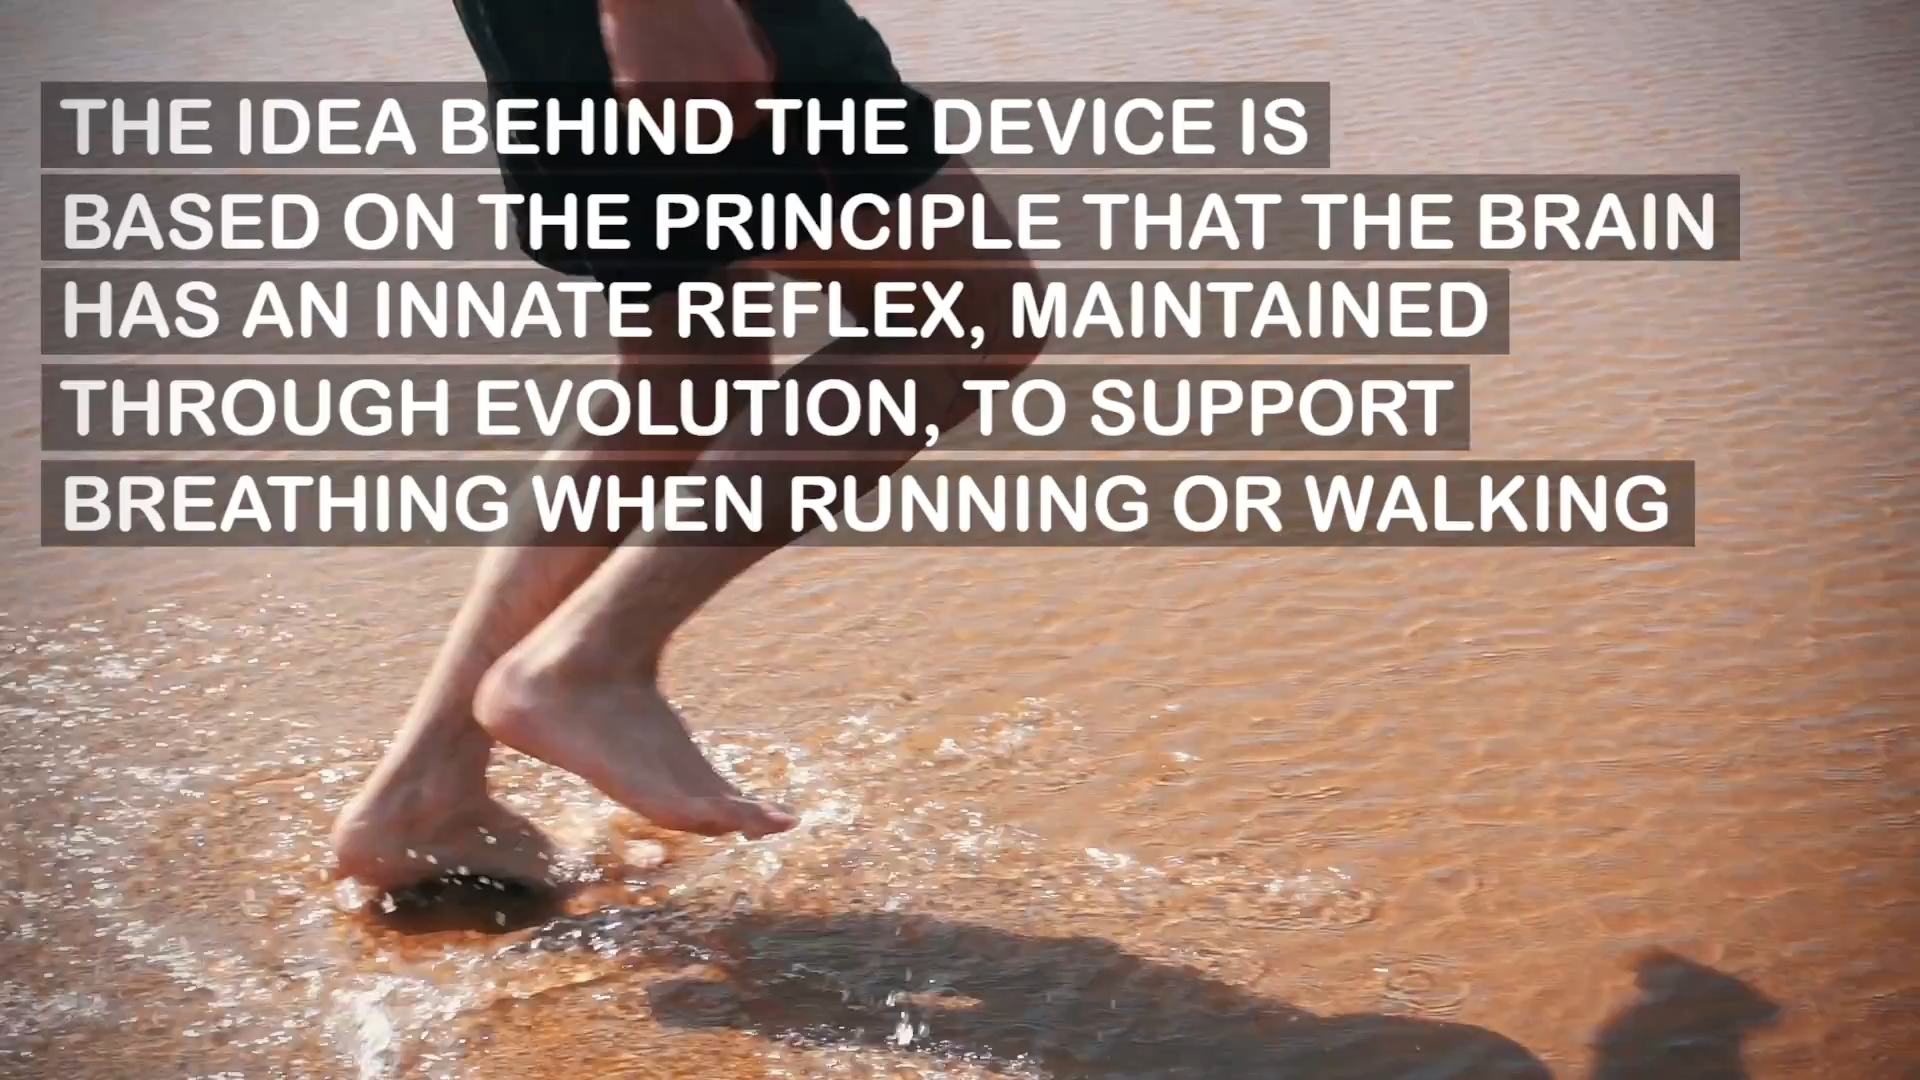 THE IDEA BEHIND THE DEVICE IS
BASED ON THE PRINCIPLE THAT THE BRAIN
HAS AN INNATE REFLEX, MAINTAINED
THROUGH EVOLUTION, TO SUPPORT
BREATHING WHEN RUNNING OR WALKING